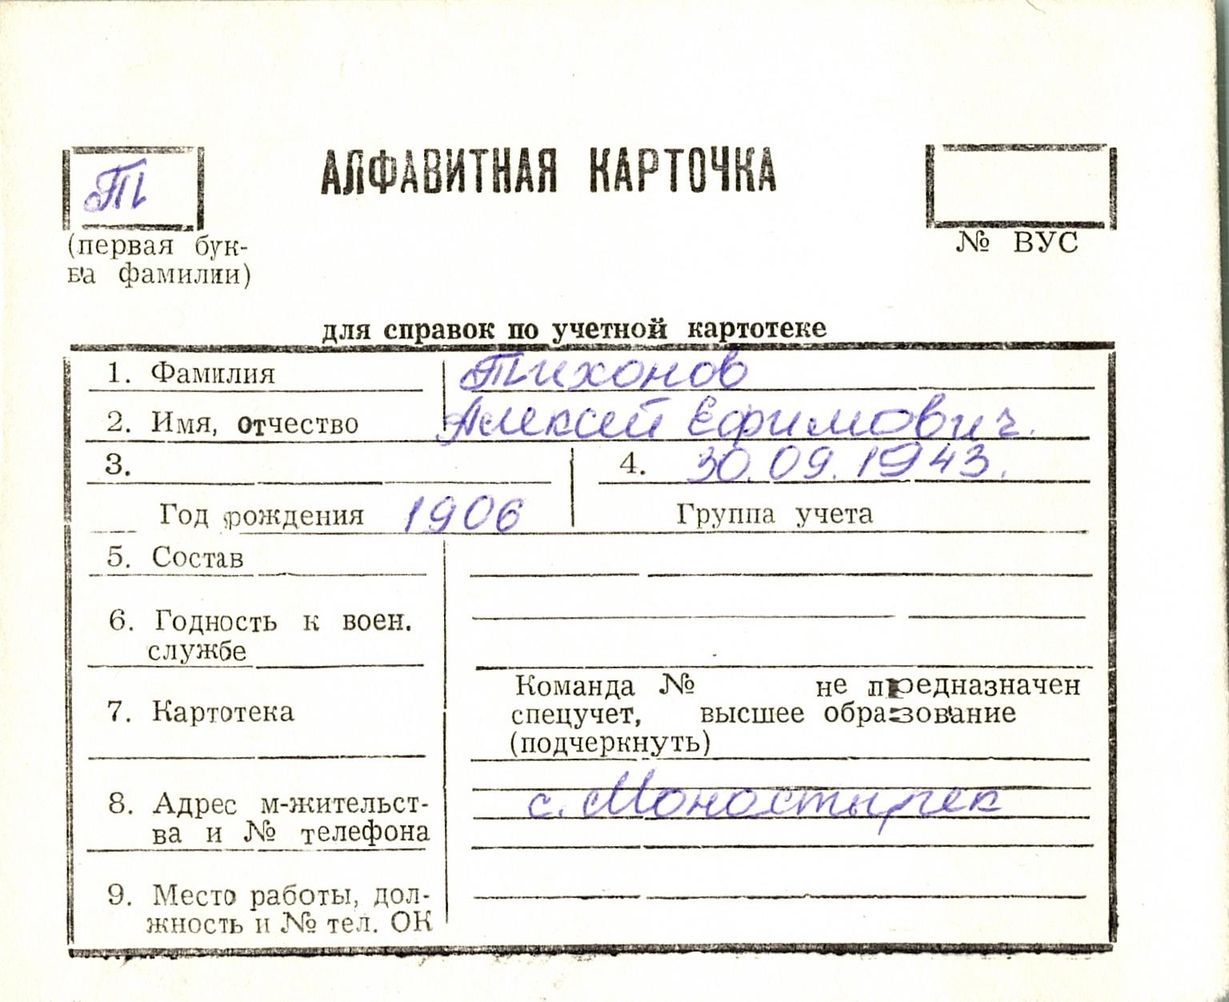 Т
АЛФАВИТНАЯ КАРТОЧКА
(первая бук-
ва фамилии)
№ ВУС
для справок по учетной картотеке
1. Фамилия Тихонов
2. Имя, отчество Алексей Ефимович.
3. 4. 30.09.1943.
Год рождения 1906 Группа учета
5. Состав
6. Годность к воен.
службе
Команда № не предназначен
7. Картотека спецучет, высшее образование
(подчеркнуть)
8. Адрес м-жительст- с. Моностырек
ва и № телефона
9. Место работы, дол-
жность и № тел. ОК